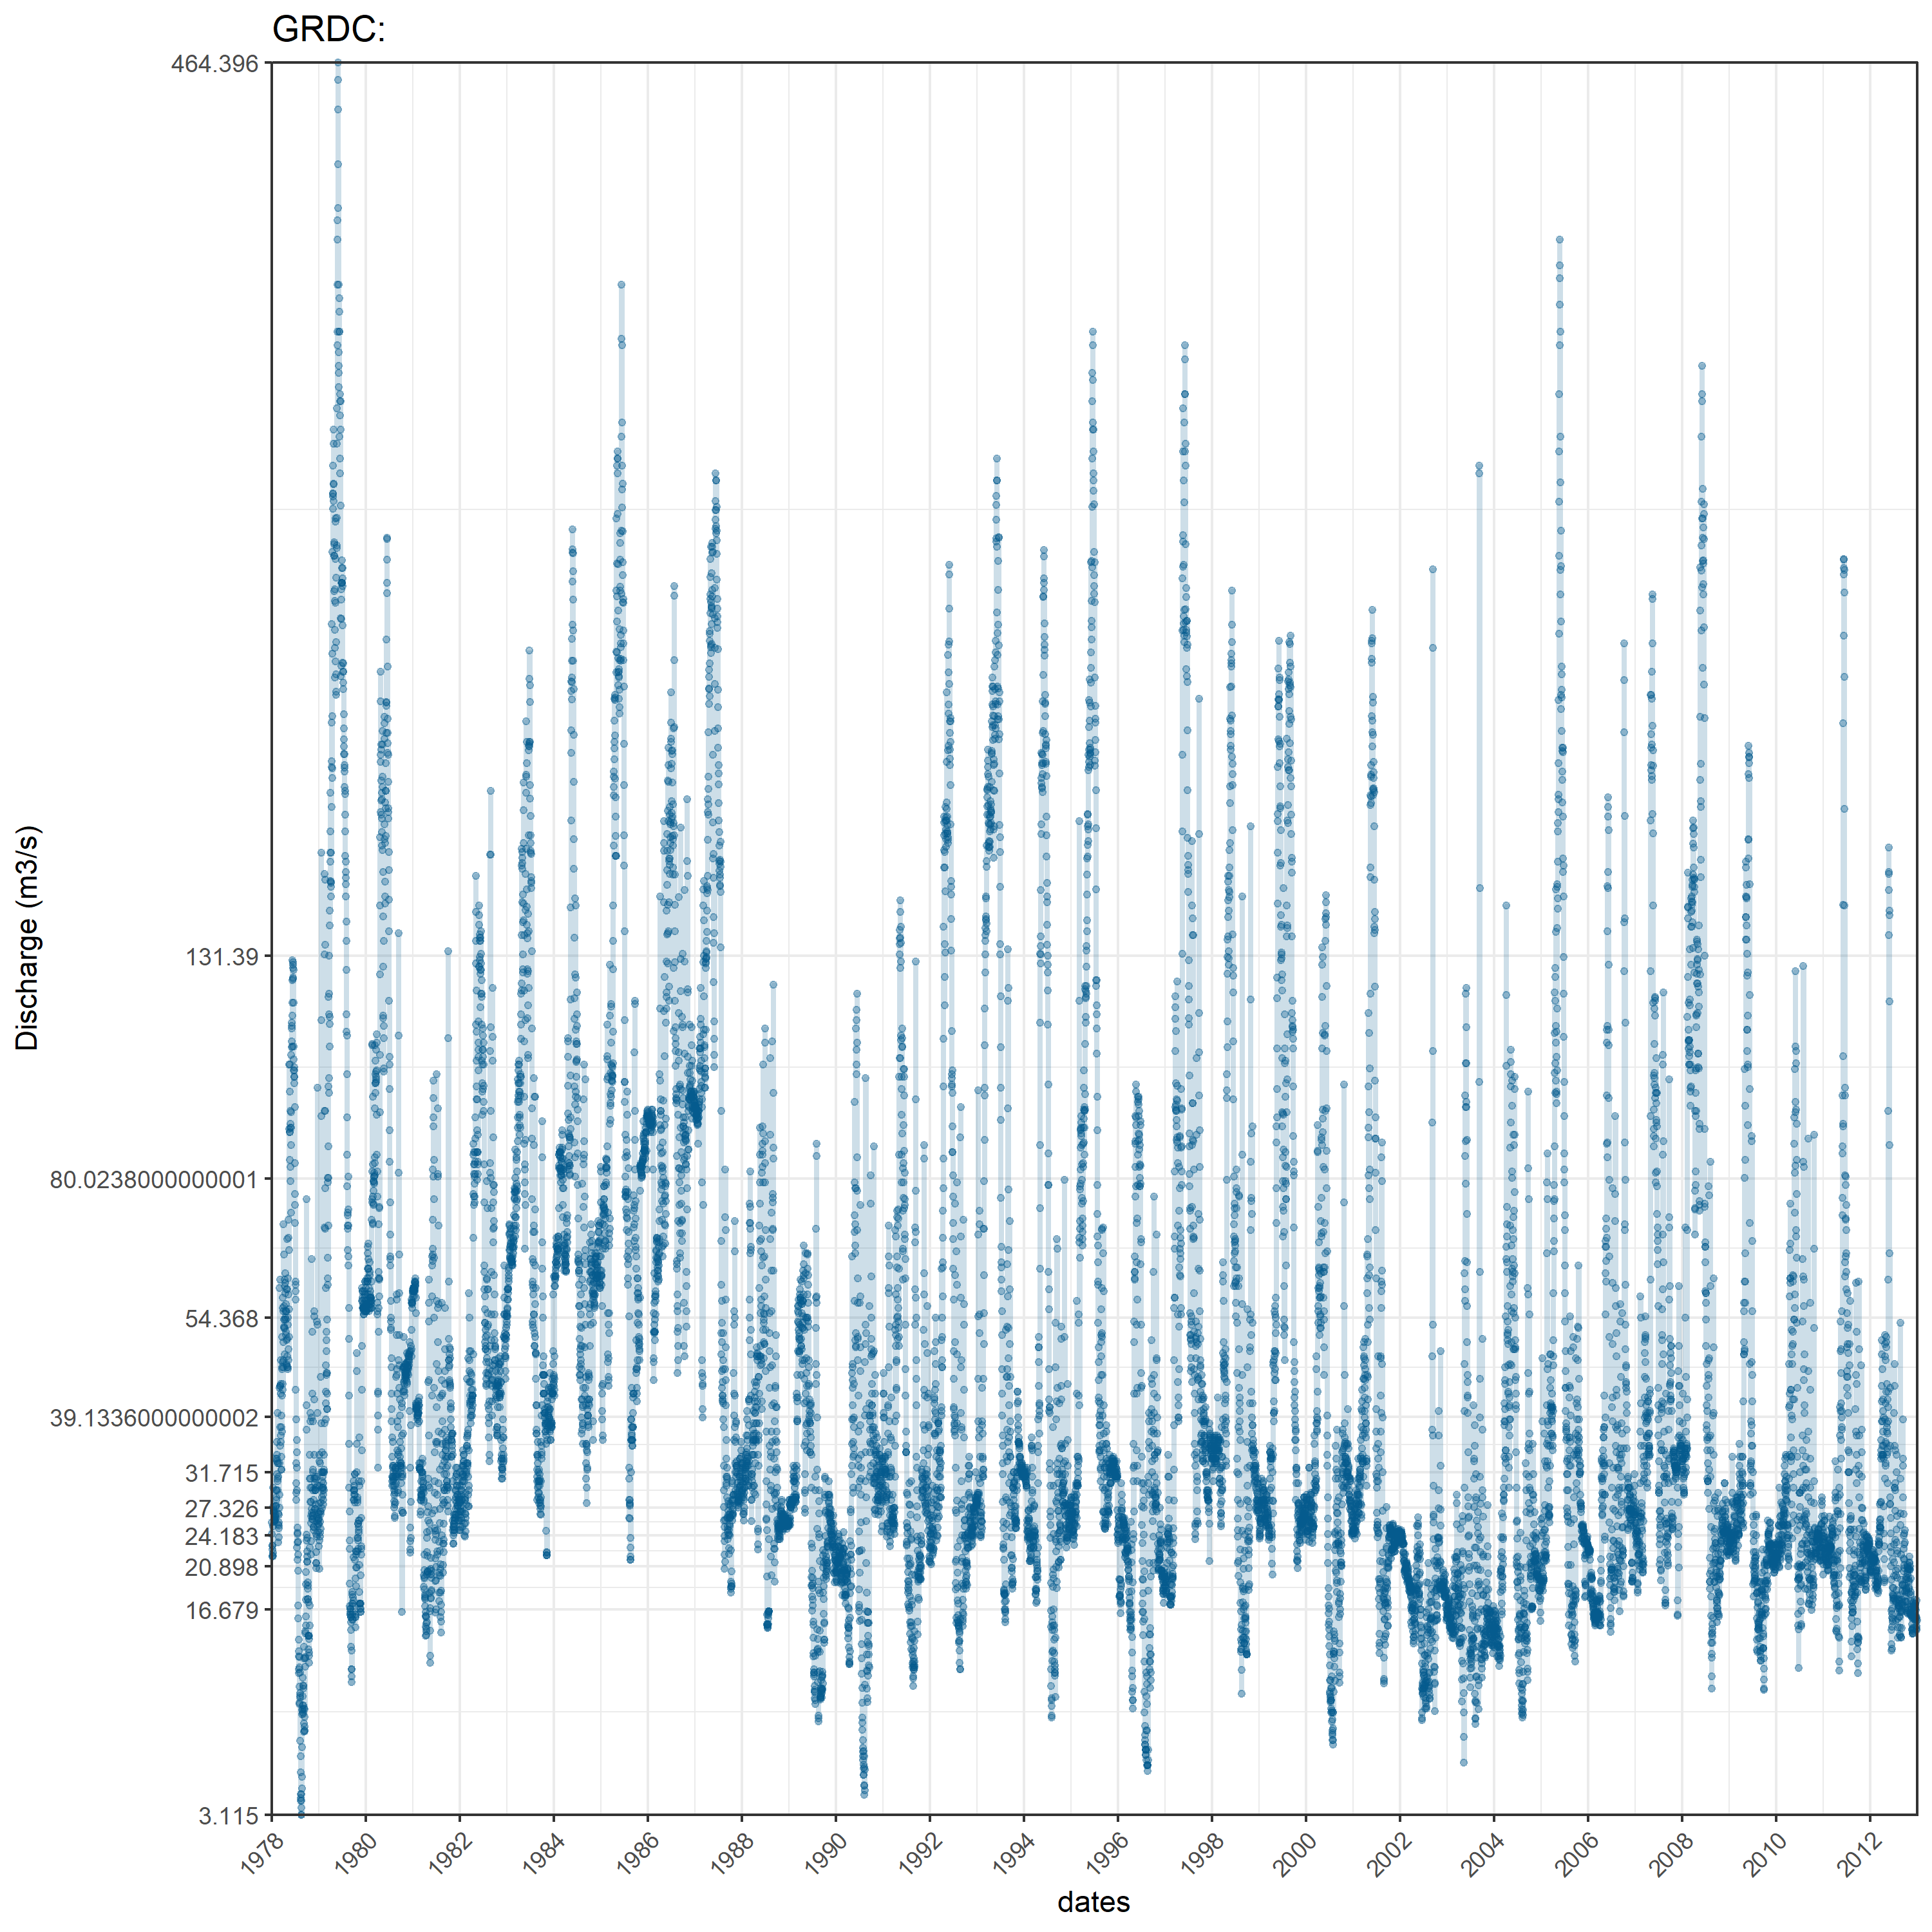 GRDC:
464.396
131.39
80.0238000000001
54.368
39.1336000000002
31.715
27.326
24.183
20.898
16.679
3.115
Discharge (m3/s)
1978 1980 1982 1984 1986 1988 1990 1992 1994 1996 1998 2000 2002 2004 2006 2008 2010 2012
dates